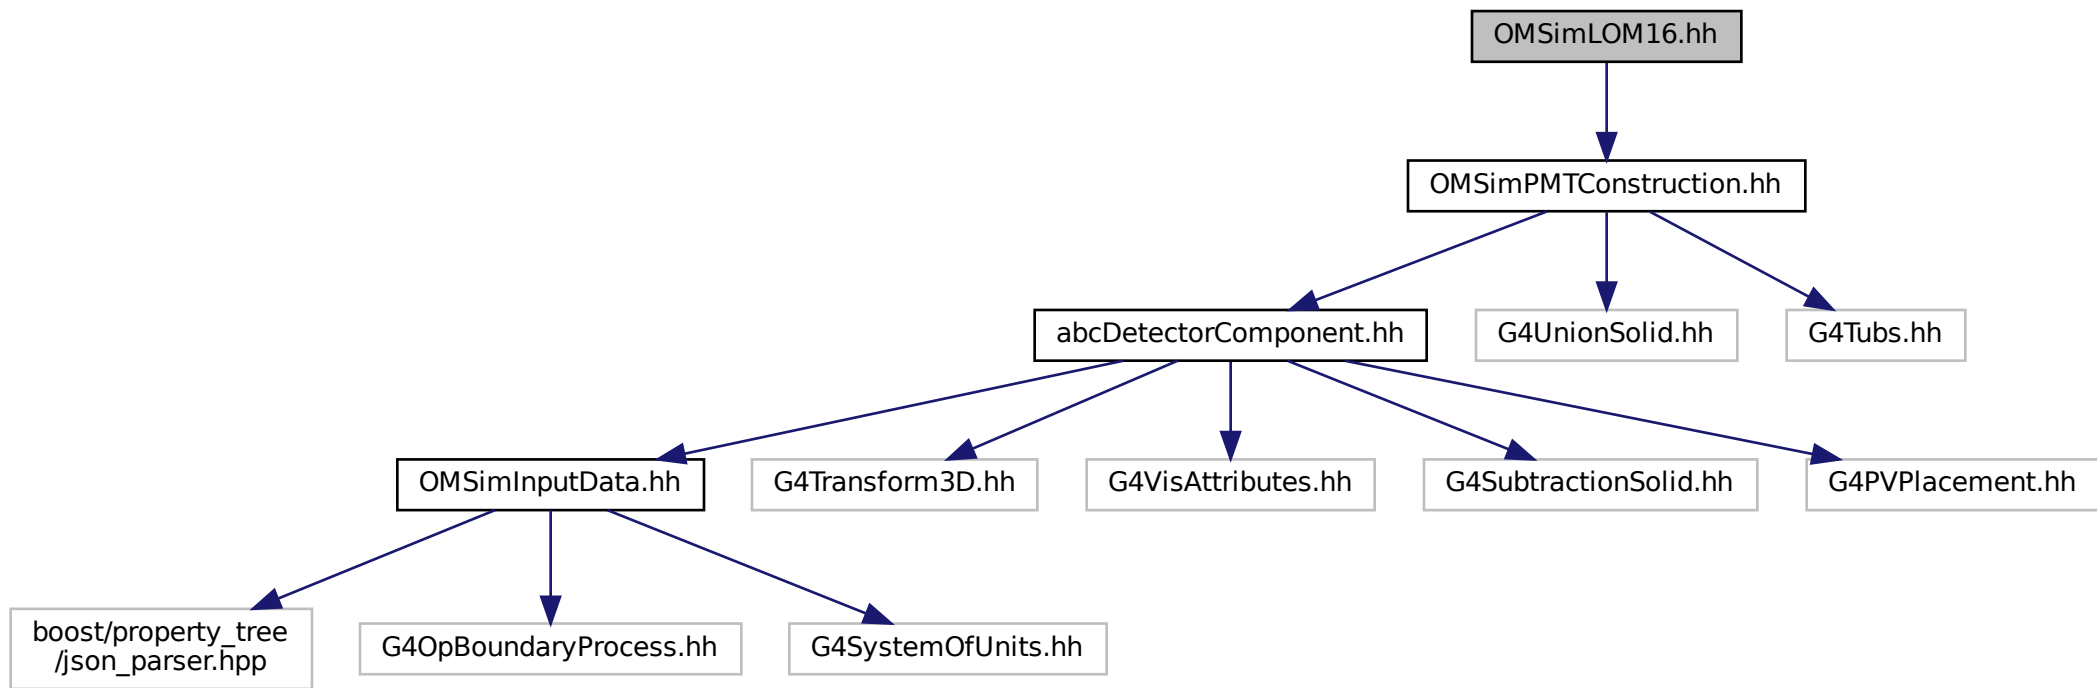 OMSimLOM16.hh
OMSimPMTConstruction.hh
abcDetectorComponent.hh
G4UnionSolid.hh
G4Tubs.hh
OMSimInputData.hh
G4Transform3D.hh
G4VisAttributes.hh
G4SubtractionSolid.hh
G4PVPlacement.hh
boost/property_tree
/json_parser.hpp
G4OpBoundaryProcess.hh
G4SystemOfUnits.hh